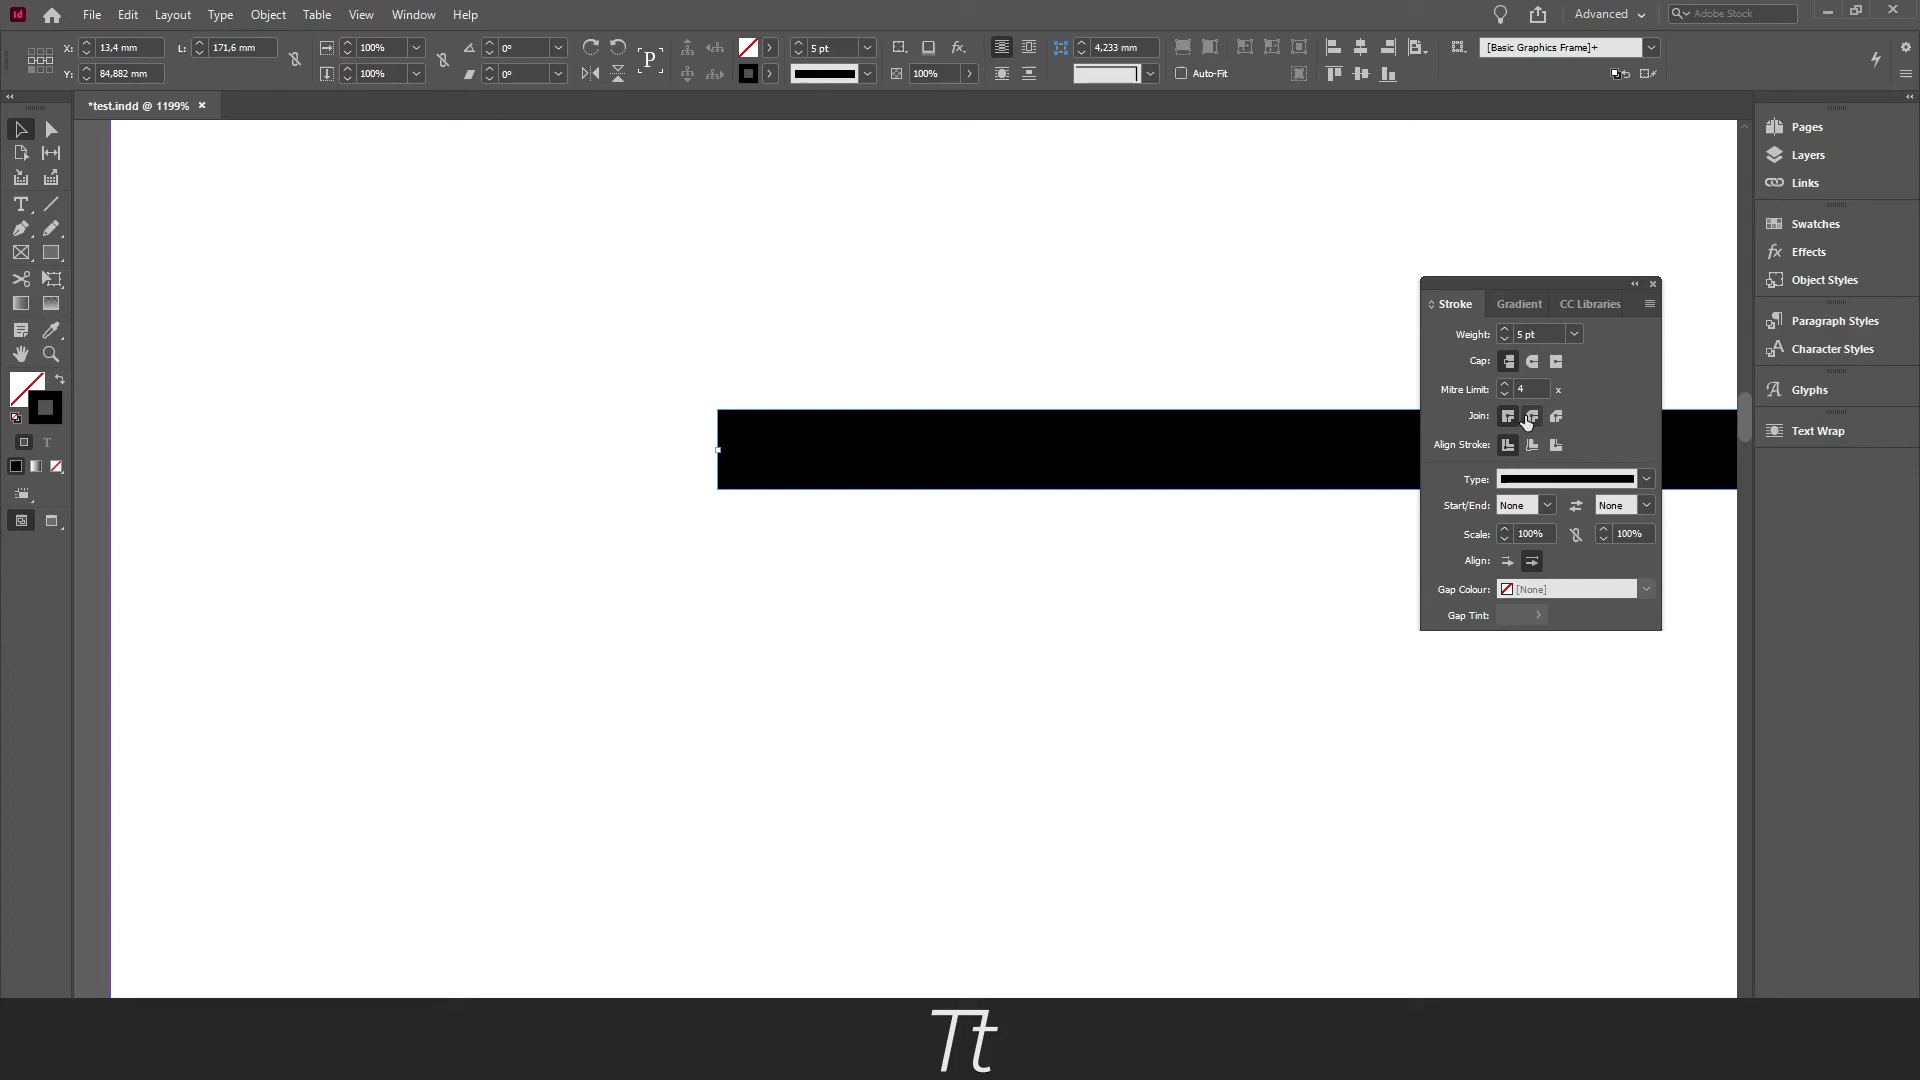 File Edit Layout Type Object Table View Window Help
Advanced
Adobe Stock
X: 13,4 mm L: 171,6 mm 100% 0° 5 pt 4,233 mm [Basic Graphics Frame]+
Y: 84,882 mm 100% 0° P 100% Auto-Fit
*test.indd @ 1199%
Pages
Layers
Links
Swatches
Effects
Object Styles
Paragraph Styles
Character Styles
Glyphs
Text Wrap
Stroke Gradient CC Libraries
Weight: 5 pt
Cap:
Mitre Limit: 4 x
Join:
Align Stroke:
Type:
Start/End: None None
Scale: 100% 100%
Align:
Gap Colour: [None]
Gap Tint:
Tt